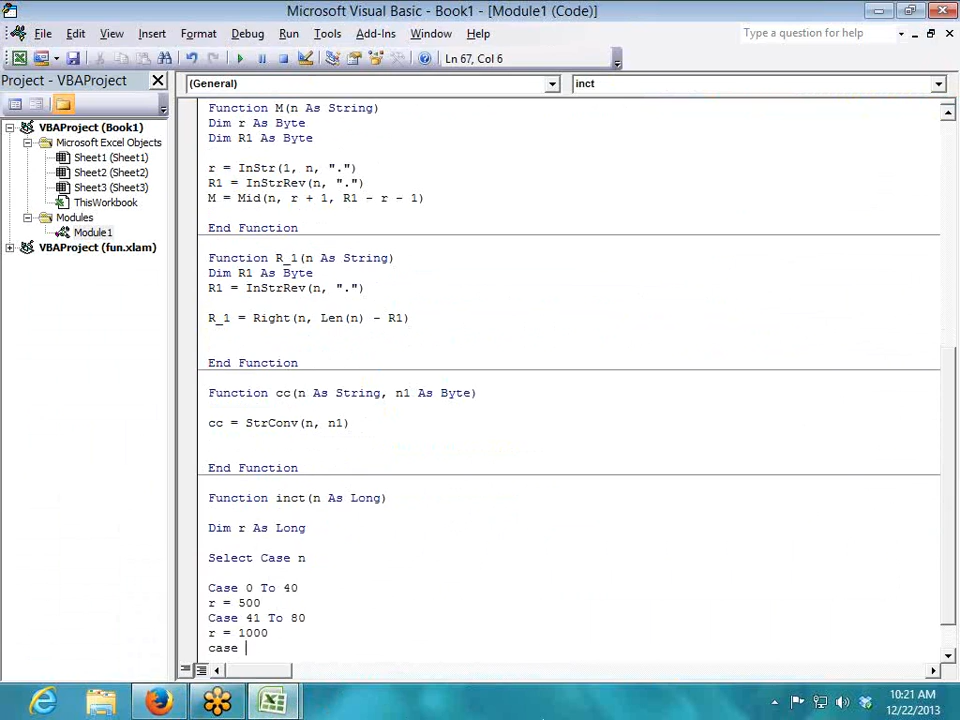 Microsoft Visual Basic - Book1 - [Module1 (Code)]
File Edit View Insert Format Debug Run Tools Add-Ins Window Help
Type a question for help
Ln 67, Col 6
Project - VBAProject
(General)
inct
VBAProject (Book1)
Microsoft Excel Objects
Sheet1 (Sheet1)
Sheet2 (Sheet2)
Sheet3 (Sheet3)
ThisWorkbook
Modules
Module1
VBAProject (fun.xlam)
Function M(n As String)
Dim r As Byte
Dim R1 As Byte
r = InStr(1, n, ".")
R1 = InStrRev(n, ".")
M = Mid(n, r + 1, R1 - r - 1)
End Function
Function R_1(n As String)
Dim R1 As Byte
R1 = InStrRev(n, ".")
R_1 = Right(n, Len(n) - R1)
End Function
Function cc(n As String, n1 As Byte)
cc = StrConv(n, n1)
End Function
Function inct(n As Long)
Dim r As Long
Select Case n
Case 0 To 40
r = 500
Case 41 To 80
r = 1000
case
10:21 AM
12/22/2013